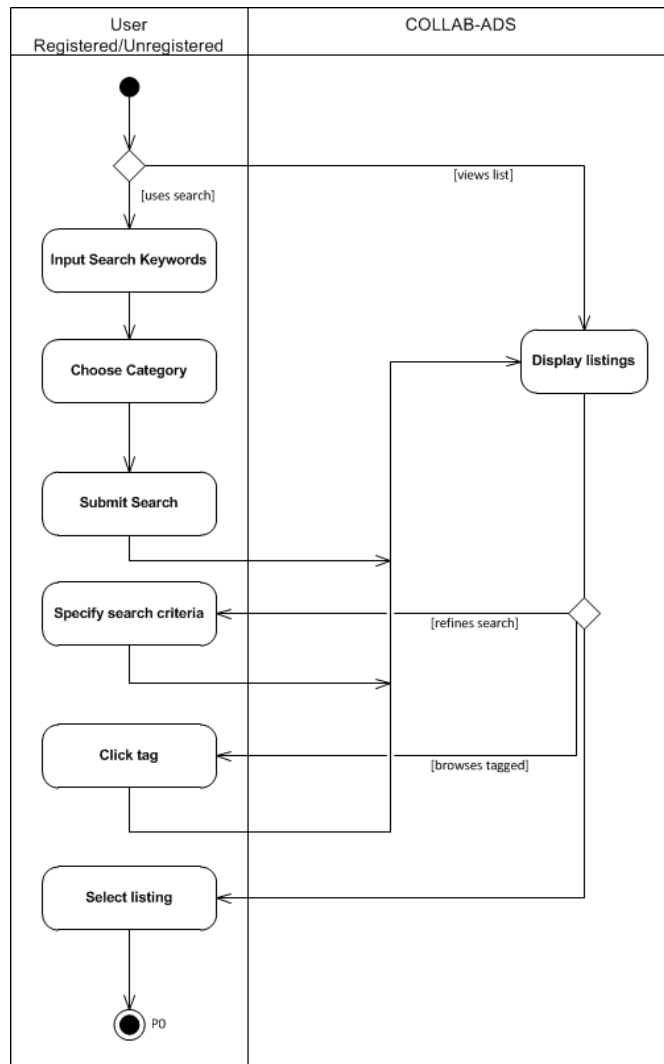 User
Registered/Unregistered
COLLAB-ADS
[views list]
[uses search]
Input Search Keywords
Choose Category
Display listings
Submit Search
Specify search criteria
[refines search]
Click tag
[browses tagged]
Select listing
P0